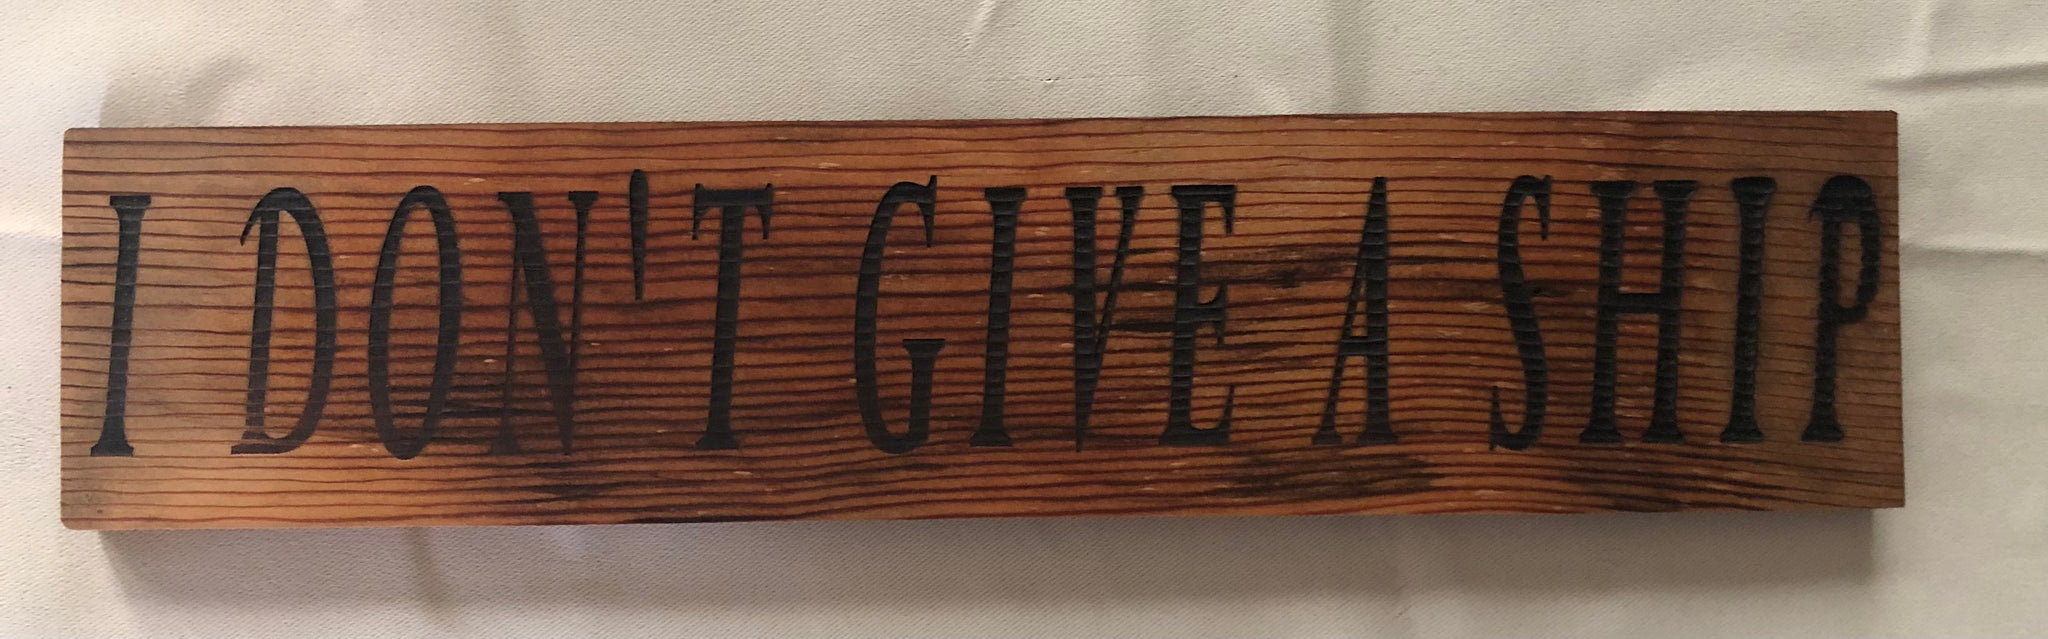 I DON'T GIVE A SHIP